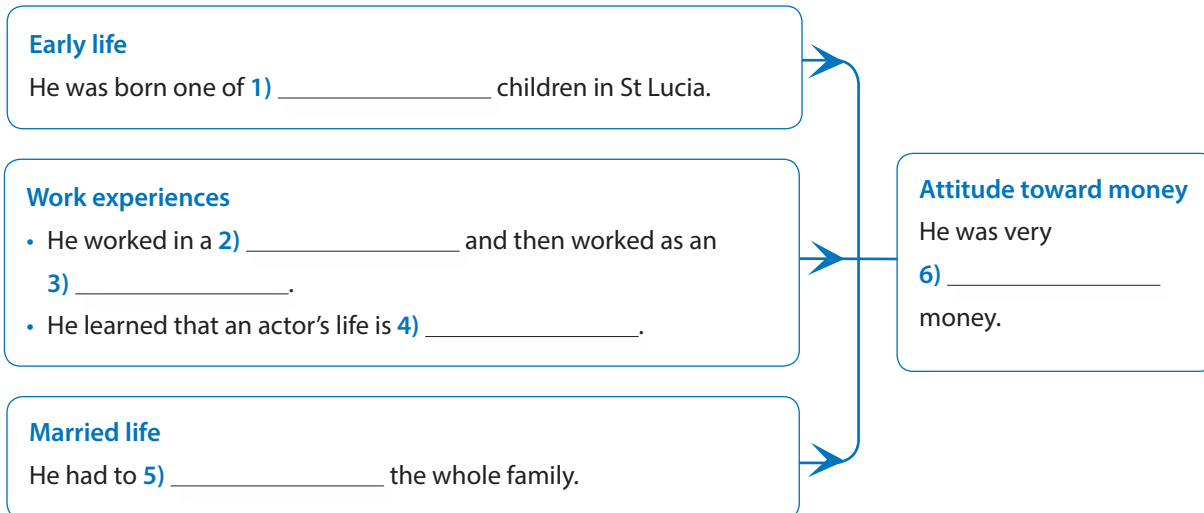 Early life
He was born one of 1) ________________ children in St Lucia.
Work experiences
• He worked in a 2) ________________ and then worked as an
3) ________________.
• He learned that an actor’s life is 4) ________________.
Married life
He had to 5) ________________ the whole family.
Attitude toward money
He was very
6) ________________
money.